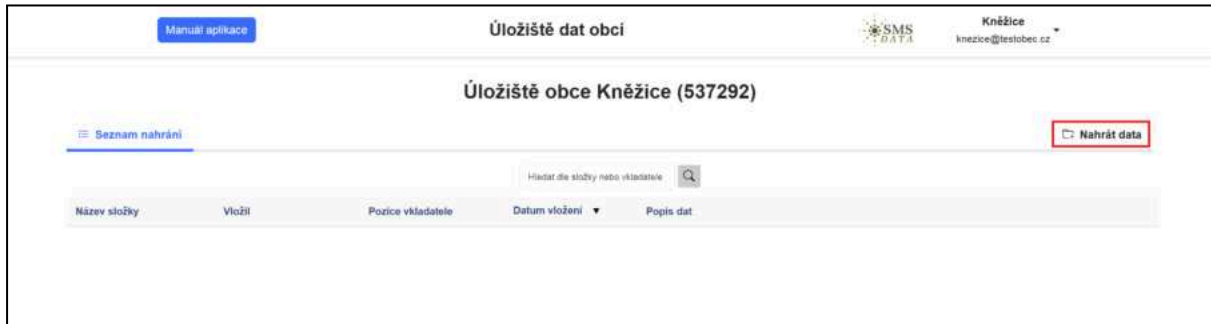 Manuál aplikace
Úložiště dat obcí
SMS DATA
Kněžice
knezice@testobec.cz
Úložiště obce Kněžice (537292)
Seznam nahrání
Nahrát data
Hledat dle složky nebo vkladatele
Název složky Vložil Pozice vkladatele Datum vložení ▼ Popis dat